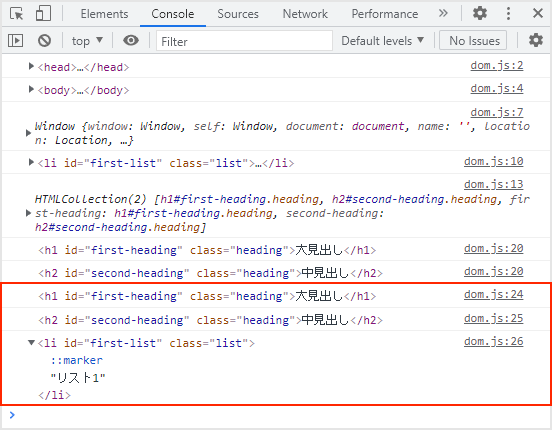 Elements Console Sources Network Performance »
top Filter Default levels No Issues
<head>…</head> dom.js:2
<body>…</body> dom.js:4
dom.js:7
Window {window: Window, self: Window, document: document, name: '', locatio
n: Location, …}
<li id="first-list" class="list">…</li> dom.js:10
dom.js:13
HTMLCollection(2) [h1#first-heading.heading, h2#second-heading.heading, fir
st-heading: h1#first-heading.heading, second-heading:
h2#second-heading.heading]
<h1 id="first-heading" class="heading">大見出し</h1> dom.js:20
<h2 id="second-heading" class="heading">中見出し</h2> dom.js:20
<h1 id="first-heading" class="heading">大見出し</h1> dom.js:24
<h2 id="second-heading" class="heading">中見出し</h2> dom.js:25
<li id="first-list" class="list"> dom.js:26
::marker
"リスト1"
</li>